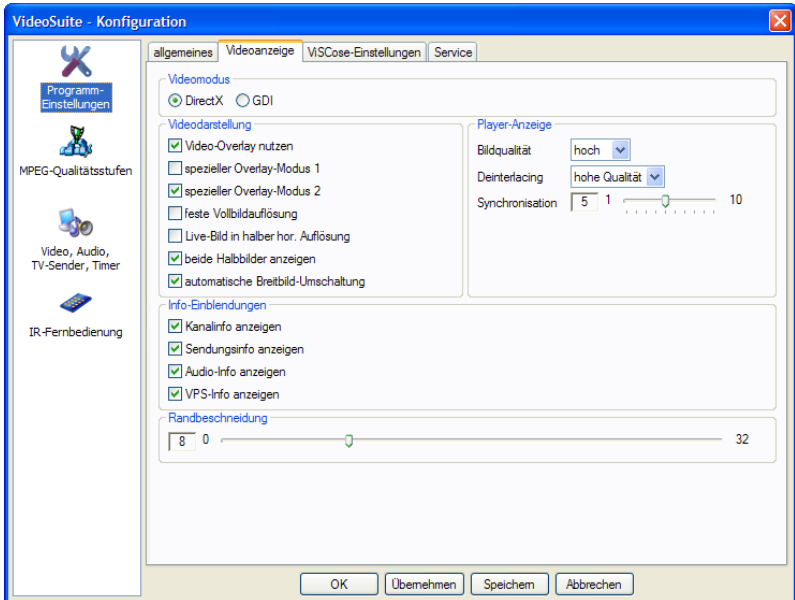 VideoSuite - Konfiguration
Programm-
Einstellungen
MPEG-Qualitätsstufen
Video, Audio,
TV-Sender, Timer
IR-Fernbedienung
allgemeines Videoanzeige ViSCose-Einstellungen Service
Videomodus
DirectX GDI
Videodarstellung
Video-Overlay nutzen
spezieller Overlay-Modus 1
spezieller Overlay-Modus 2
feste Vollbildauflösung
Live-Bild in halber hor. Auflösung
beide Halbbilder anzeigen
automatische Breitbild-Umschaltung
Player-Anzeige
Bildqualität hoch
Deinterlacing hohe Qualität
Synchronisation 5 1 10
Info-Einblendungen
Kanalinfo anzeigen
Sendungsinfo anzeigen
Audio-Info anzeigen
VPS-Info anzeigen
Randbeschneidung
8 0 32
OK Übernehmen Speichern Abbrechen